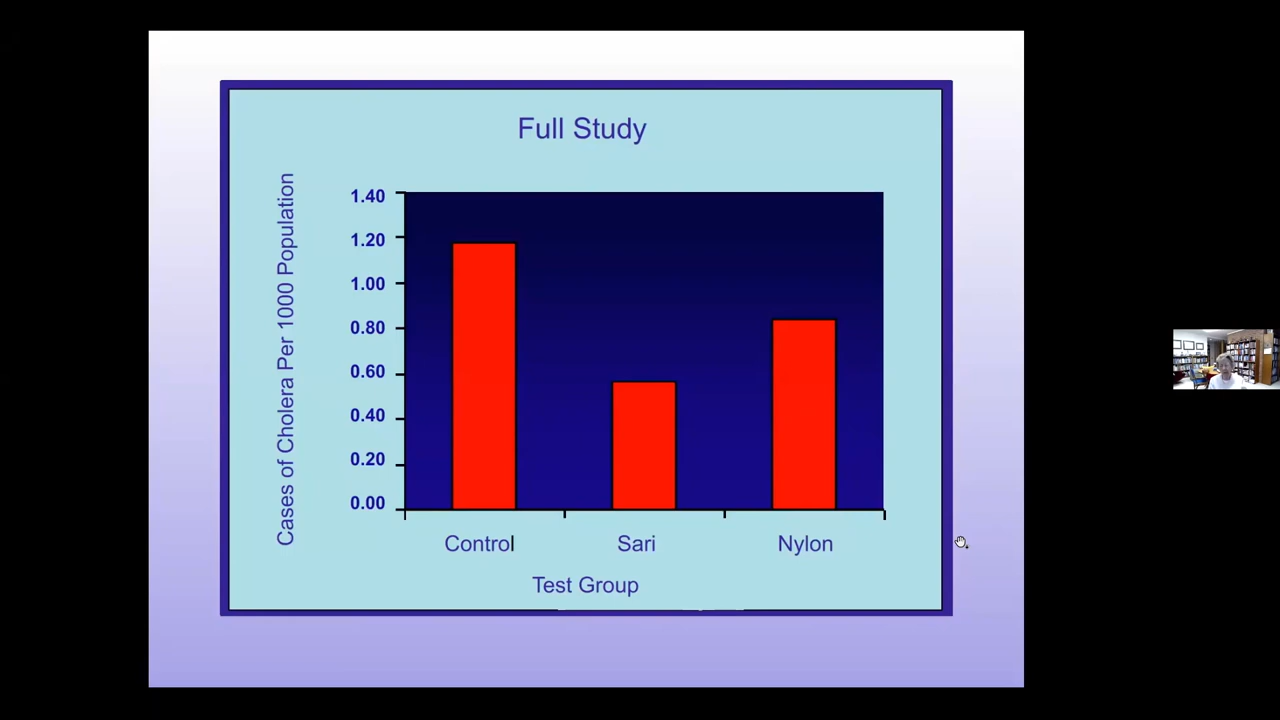 Full Study
Cases of Cholera Per 1000 Population
1.40
1.20
1.00
0.80
0.60
0.40
0.20
0.00
Control Sari Nylon
Test Group